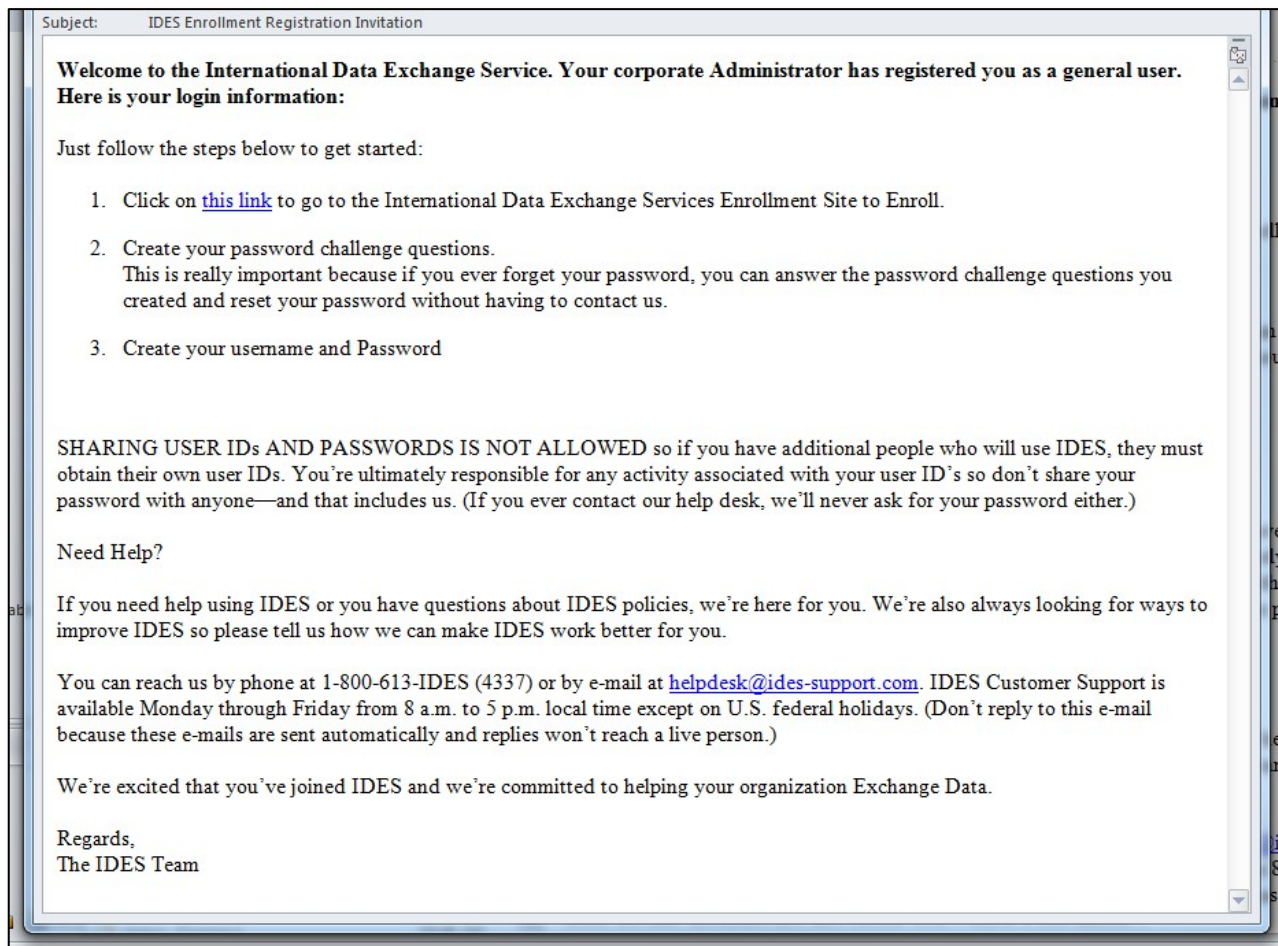 Subject: IDES Enrollment Registration Invitation
Welcome to the International Data Exchange Service. Your corporate Administrator has registered you as a general user.
Here is your login information:
Just follow the steps below to get started:
1. Click on this link to go to the International Data Exchange Services Enrollment Site to Enroll.
2. Create your password challenge questions.
This is really important because if you ever forget your password, you can answer the password challenge questions you
created and reset your password without having to contact us.
3. Create your username and Password
SHARING USER IDs AND PASSWORDS IS NOT ALLOWED so if you have additional people who will use IDES, they must
obtain their own user IDs. You’re ultimately responsible for any activity associated with your user ID’s so don’t share your
password with anyone—and that includes us. (If you ever contact our help desk, we’ll never ask for your password either.)
Need Help?
If you need help using IDES or you have questions about IDES policies, we’re here for you. We’re also always looking for ways to
improve IDES so please tell us how we can make IDES work better for you.
You can reach us by phone at 1-800-613-IDES (4337) or by e-mail at helpdesk@ides-support.com. IDES Customer Support is
available Monday through Friday from 8 a.m. to 5 p.m. local time except on U.S. federal holidays. (Don’t reply to this e-mail
because these e-mails are sent automatically and replies won’t reach a live person.)
We’re excited that you’ve joined IDES and we’re committed to helping your organization Exchange Data.
Regards,
The IDES Team